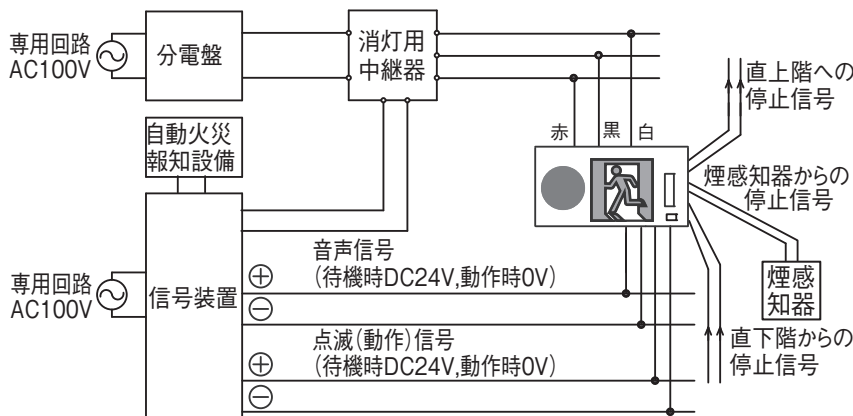 専用回路
AC100V
分電盤
消灯用
中継器
直上階への
停止信号
赤
黒
白
自動火災
報知設備
煙感知器からの
停止信号
専用回路
AC100V
信号装置
⊕
音声信号
(待機時DC24V,動作時0V)
⊖
煙感
知器
点滅(動作)信号
⊕
(待機時DC24V,動作時0V)
⊖
直下階からの
停止信号